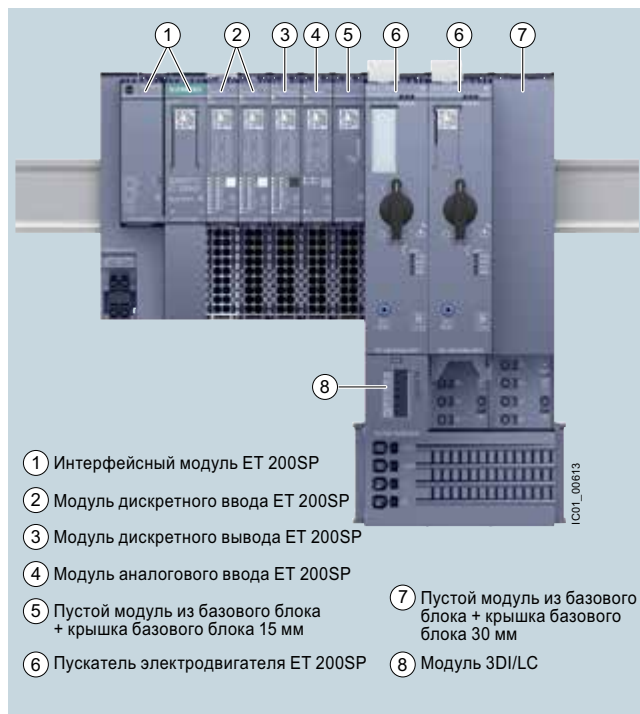 1 2 3 4 5 6 6 7
8
IC01_00613
1 Интерфейсный модуль ET 200SP
2 Модуль дискретного ввода ET 200SP
3 Модуль дискретного вывода ET 200SP
4 Модуль аналогового ввода ET 200SP
5 Пустой модуль из базового блока
+ крышка базового блока 15 мм
6 Пускатель электродвигателя ET 200SP
7 Пустой модуль из базового
блока + крышка базового
блока 30 мм
8 Модуль 3DI/LC